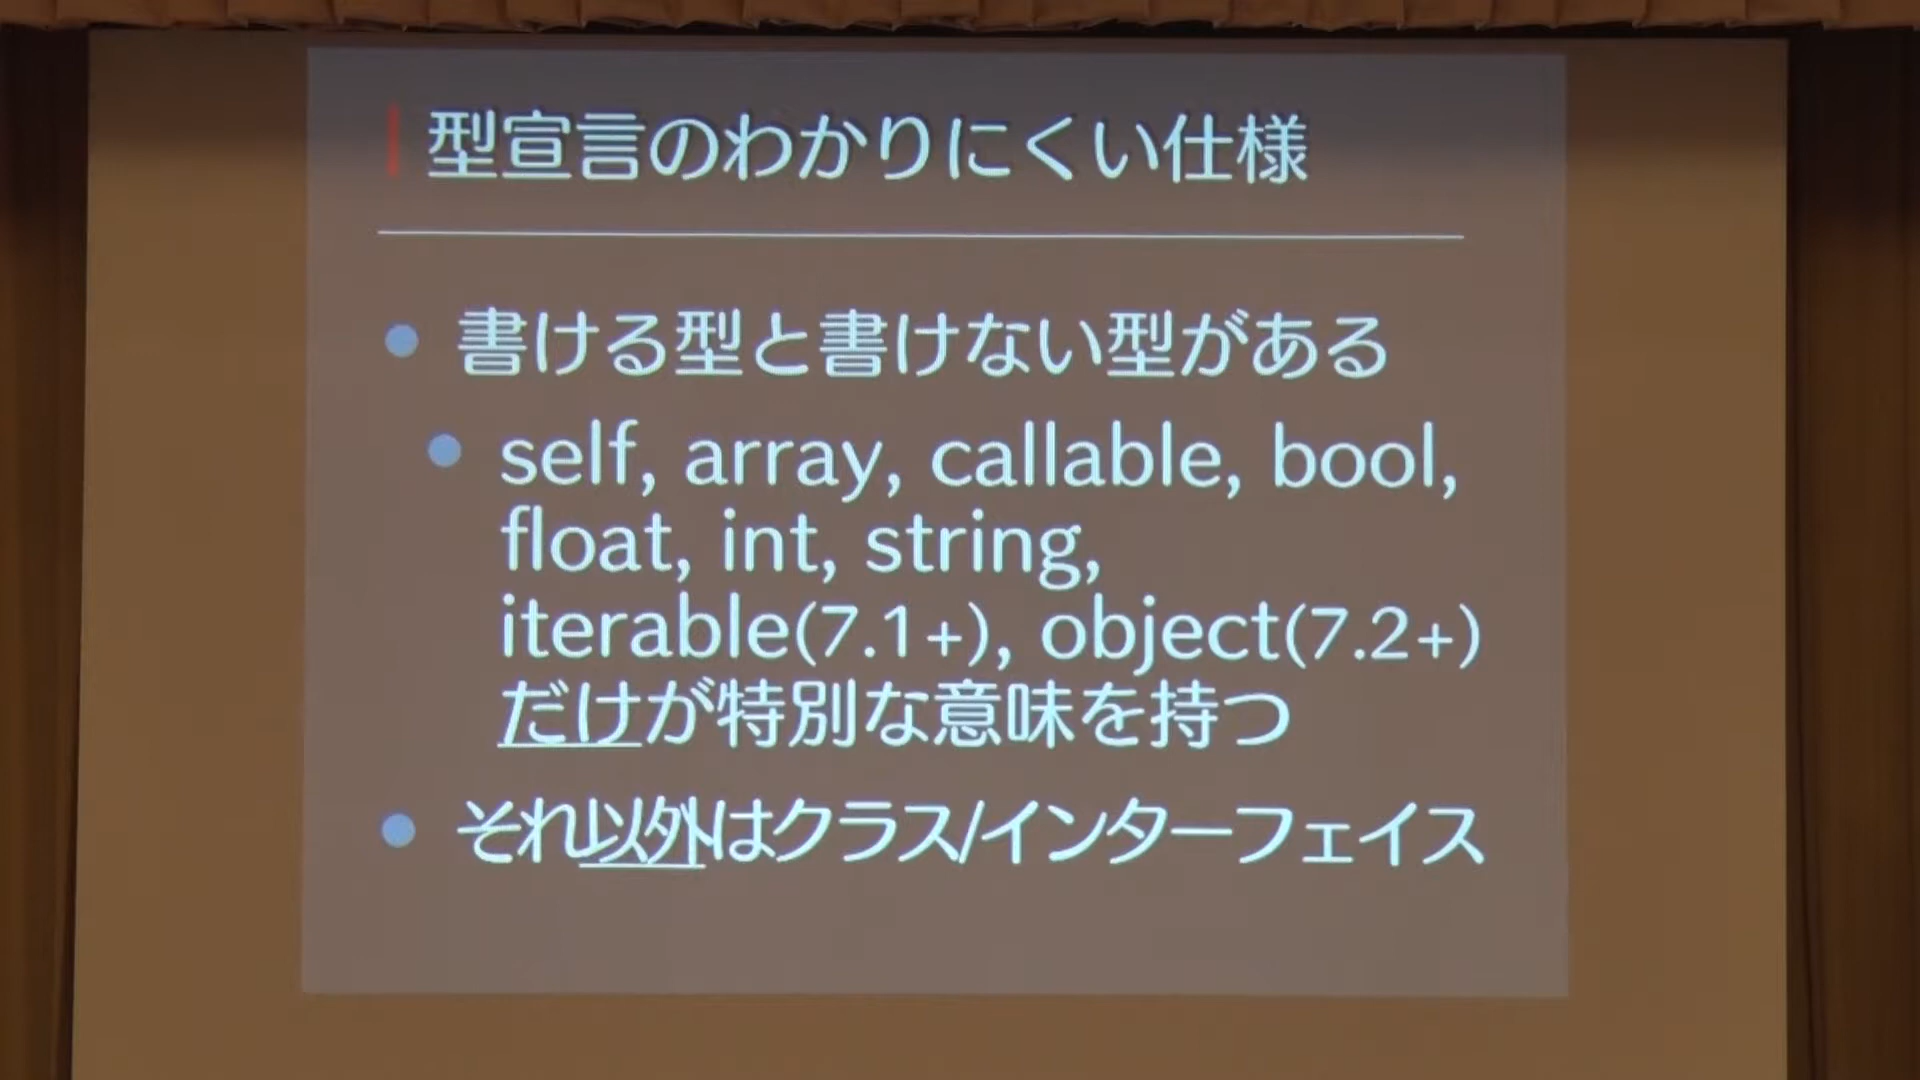 型宣言のわかりにくい仕様
書ける型と書けない型がある
self, array, callable, bool,
float, int, string,
iterable(7.1+), object(7.2+)
だけが特別な意味を持つ
それ以外はクラス/インターフェイス